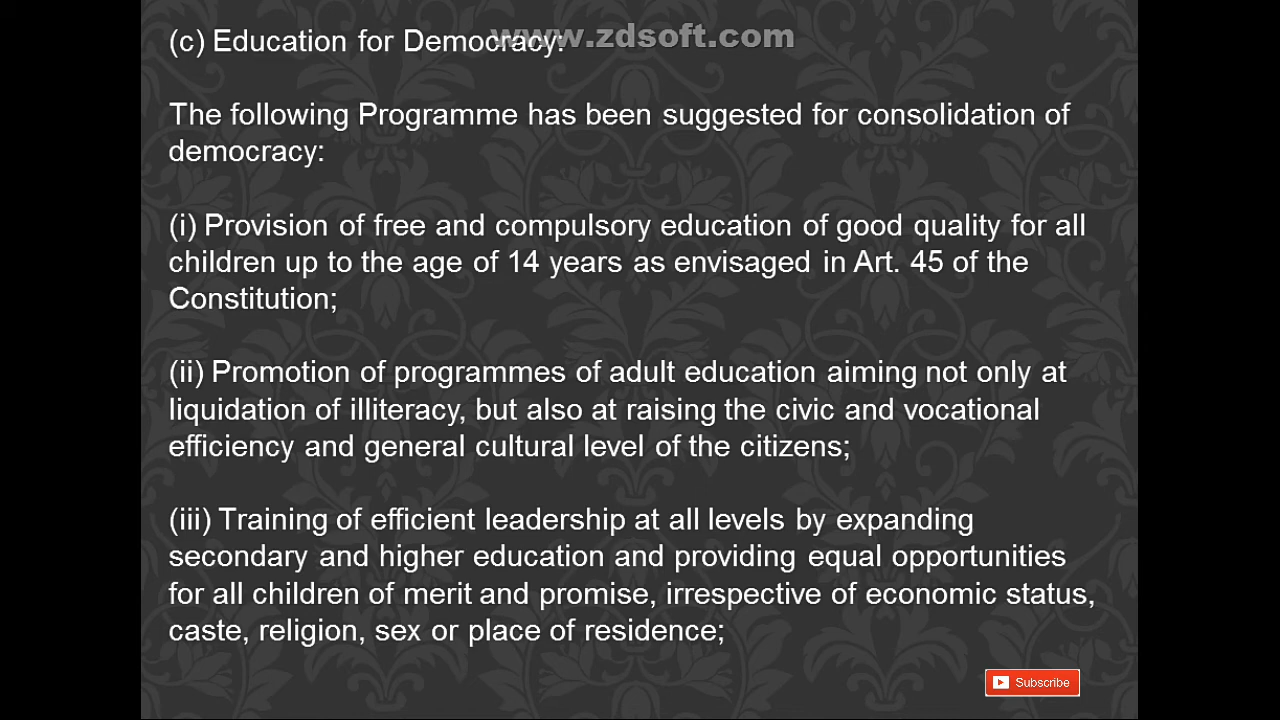 www.zdsoft.com
(c) Education for Democracy:
The following Programme has been suggested for consolidation of
democracy:
(i) Provision of free and compulsory education of good quality for all
children up to the age of 14 years as envisaged in Art. 45 of the
Constitution;
(ii) Promotion of programmes of adult education aiming not only at
liquidation of illiteracy, but also at raising the civic and vocational
efficiency and general cultural level of the citizens;
(iii) Training of efficient leadership at all levels by expanding
secondary and higher education and providing equal opportunities
for all children of merit and promise, irrespective of economic status,
caste, religion, sex or place of residence;
Subscribe